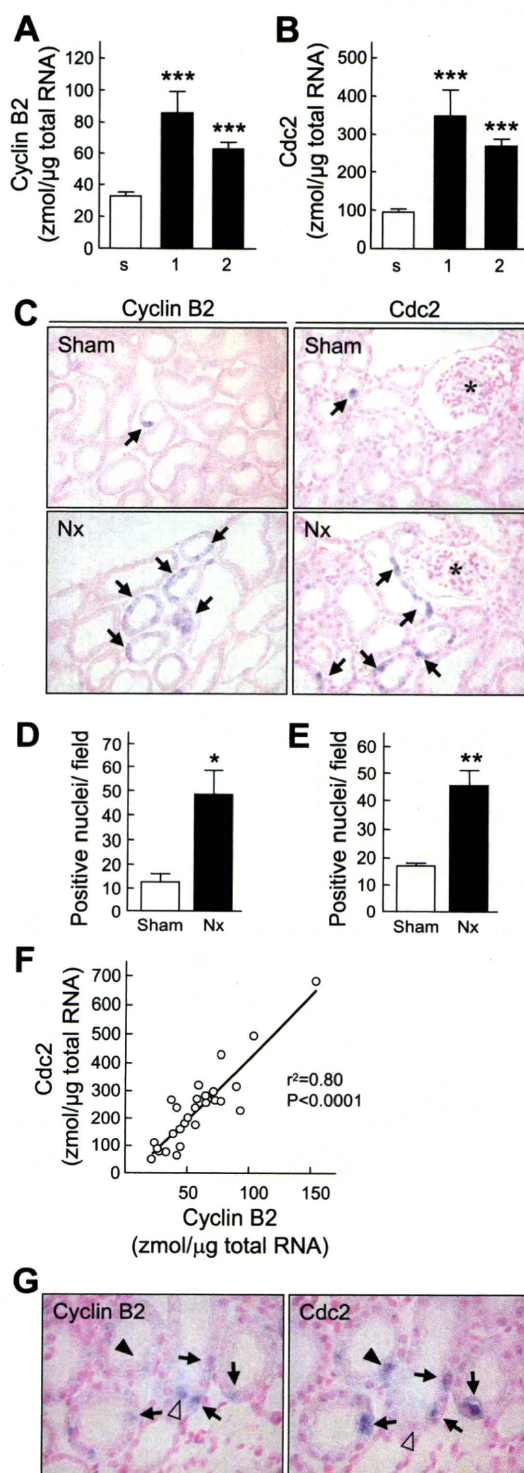 A
Cyclin B2
(zmol/µg total RNA)
120
100
80
60
40
20
0
***
***
s 1 2
B
Cdc2
(zmol/µg total RNA)
500
400
300
200
100
0
***
***
s 1 2
C
Cyclin B2 Cdc2
Sham
Sham
*
Nx
Nx
*
D
Positive nuclei/ field
60
50
40
30
20
10
0
*
Sham Nx
E
Positive nuclei/ field
60
50
40
30
20
10
0
**
Sham Nx
F
Cdc2
(zmol/µg total RNA)
700
600
500
400
300
200
100
0
r²=0.80
P<0.0001
50 100 150
Cyclin B2
(zmol/µg total RNA)
G
Cyclin B2
Cdc2